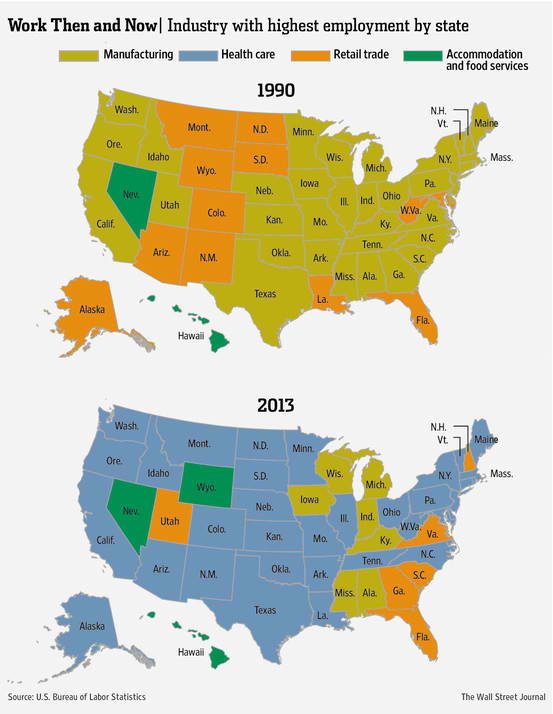 Work Then and Now | Industry with highest employment by state
Manufacturing
Health care
Retail trade
Accommodation
and food services
1990
Wash.
Mont.
N.D.
Minn.
N.H.
Vt.
Maine
Ore.
Idaho
Wyo.
S.D.
Wis.
Mich.
N.Y.
Mass.
Nev.
Utah
Colo.
Neb.
Iowa
Ill.
Ind.
Ohio
Pa.
Calif.
Kan.
Mo.
Ky.
W.Va.
Va.
Ariz.
N.M.
Okla.
Ark.
Tenn.
N.C.
S.C.
Texas
La.
Miss.
Ala.
Ga.
Fla.
Alaska
Hawaii
2013
Wash.
Mont.
N.D.
Minn.
N.H.
Vt.
Maine
Ore.
Idaho
Wyo.
S.D.
Wis.
Mich.
N.Y.
Mass.
Nev.
Utah
Colo.
Neb.
Iowa
Ill.
Ind.
Ohio
Pa.
Calif.
Kan.
Mo.
Ky.
W.Va.
Va.
Ariz.
N.M.
Okla.
Ark.
Tenn.
N.C.
S.C.
Texas
La.
Miss.
Ala.
Ga.
Fla.
Alaska
Hawaii
Source: U.S. Bureau of Labor Statistics
The Wall Street Journal